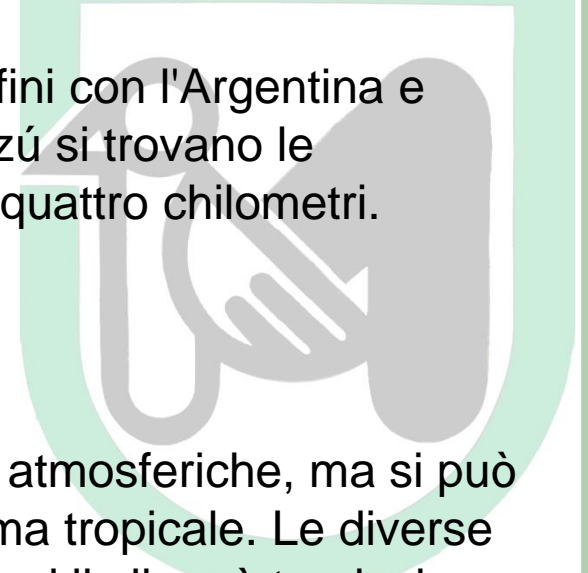 fini con l'Argentina e
zú si trovano le
quattro chilometri.
atmosferiche, ma si può
ma tropicale. Le diverse